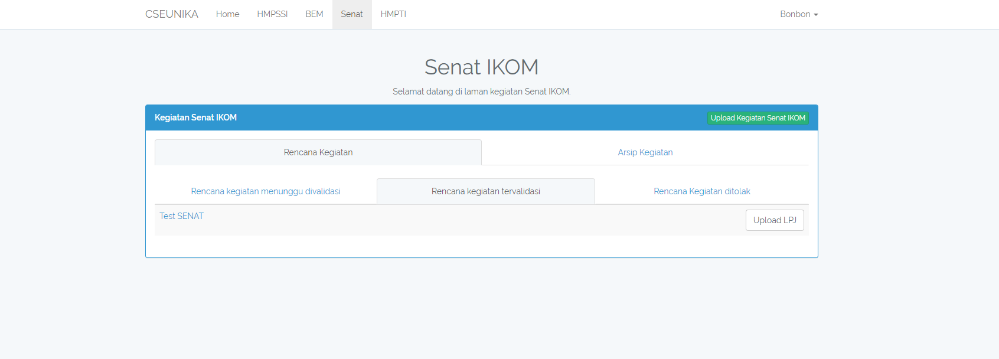 CSEUNIKA Home HMPSSI BEM Senat HMPTI Bonbon
Senat IKOM
Selamat datang di laman kegiatan Senat IKOM.
Kegiatan Senat IKOM Upload Kegiatan Senat IKOM
Rencana Kegiatan Arsip Kegiatan
Rencana kegiatan menunggu divalidasi Rencana kegiatan tervalidasi Rencana Kegiatan ditolak
Test SENAT Upload LPJ